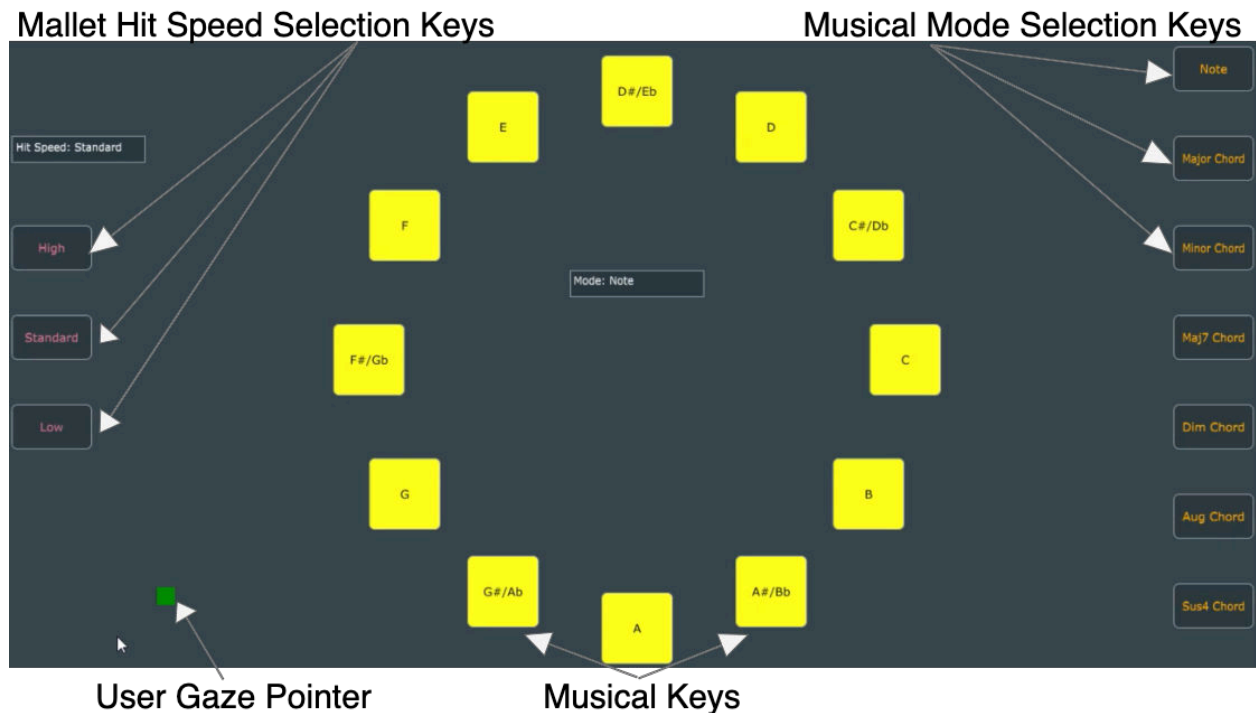 Mallet Hit Speed Selection Keys
Musical Mode Selection Keys
Note
D#/Eb
E
D
Hit Speed: Standard
Major Chord
F
C#/Db
High
Minor Chord
Mode: Note
Standard
Maj7 Chord
F#/Gb
C
Low
Dim Chord
G
B
Aug Chord
G#/Ab
A#/Bb
Sus4 Chord
A
User Gaze Pointer
Musical Keys